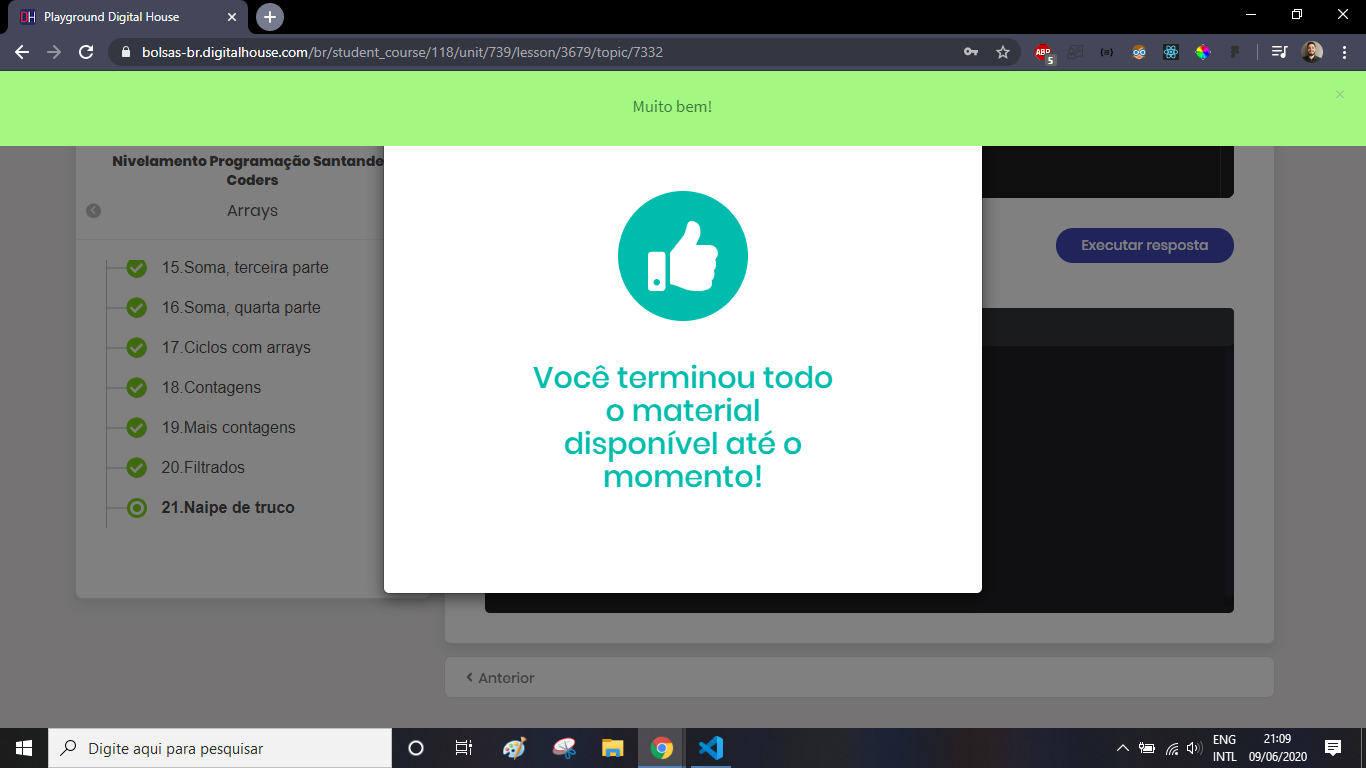 Playground Digital House
bolsas-br.digitalhouse.com/br/student_course/118/unit/739/lesson/3679/topic/7332
ABP
5
Muito bem!
Nivelamento Programação Santande
Coders
Arrays
15.Soma, terceira parte
16.Soma, quarta parte
17.Ciclos com arrays
18.Contagens
19.Mais contagens
20.Filtrados
21.Naipe de truco
Você terminou todo
o material
disponível até o
momento!
Executar resposta
Anterior
Digite aqui para pesquisar
ENG
INTL
21:09
09/06/2020